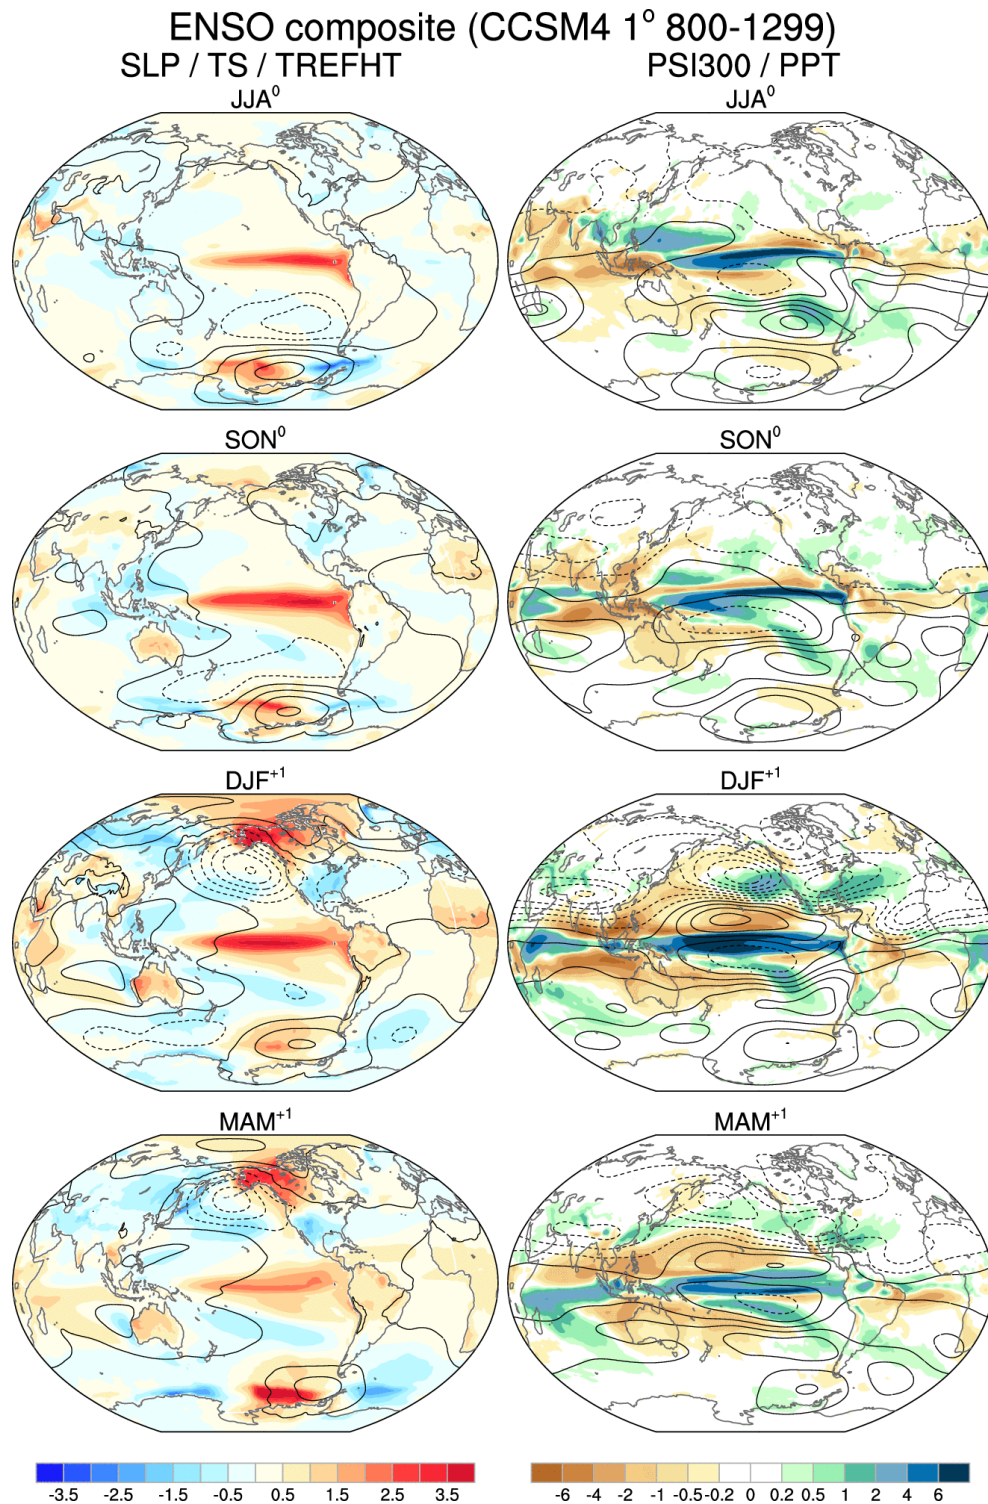 ENSO composite (CCSM4 1° 800-1299)
SLP / TS / TREFHT
PSI300 / PPT
JJA⁰
JJA⁰
SON⁰
SON⁰
DJF⁺¹
DJF⁺¹
MAM⁺¹
MAM⁺¹
-3.5 -2.5 -1.5 -0.5 0.5 1.5 2.5 3.5
-6 -4 -2 -1 -0.5 -0.2 0 0.2 0.5 1 2 4 6